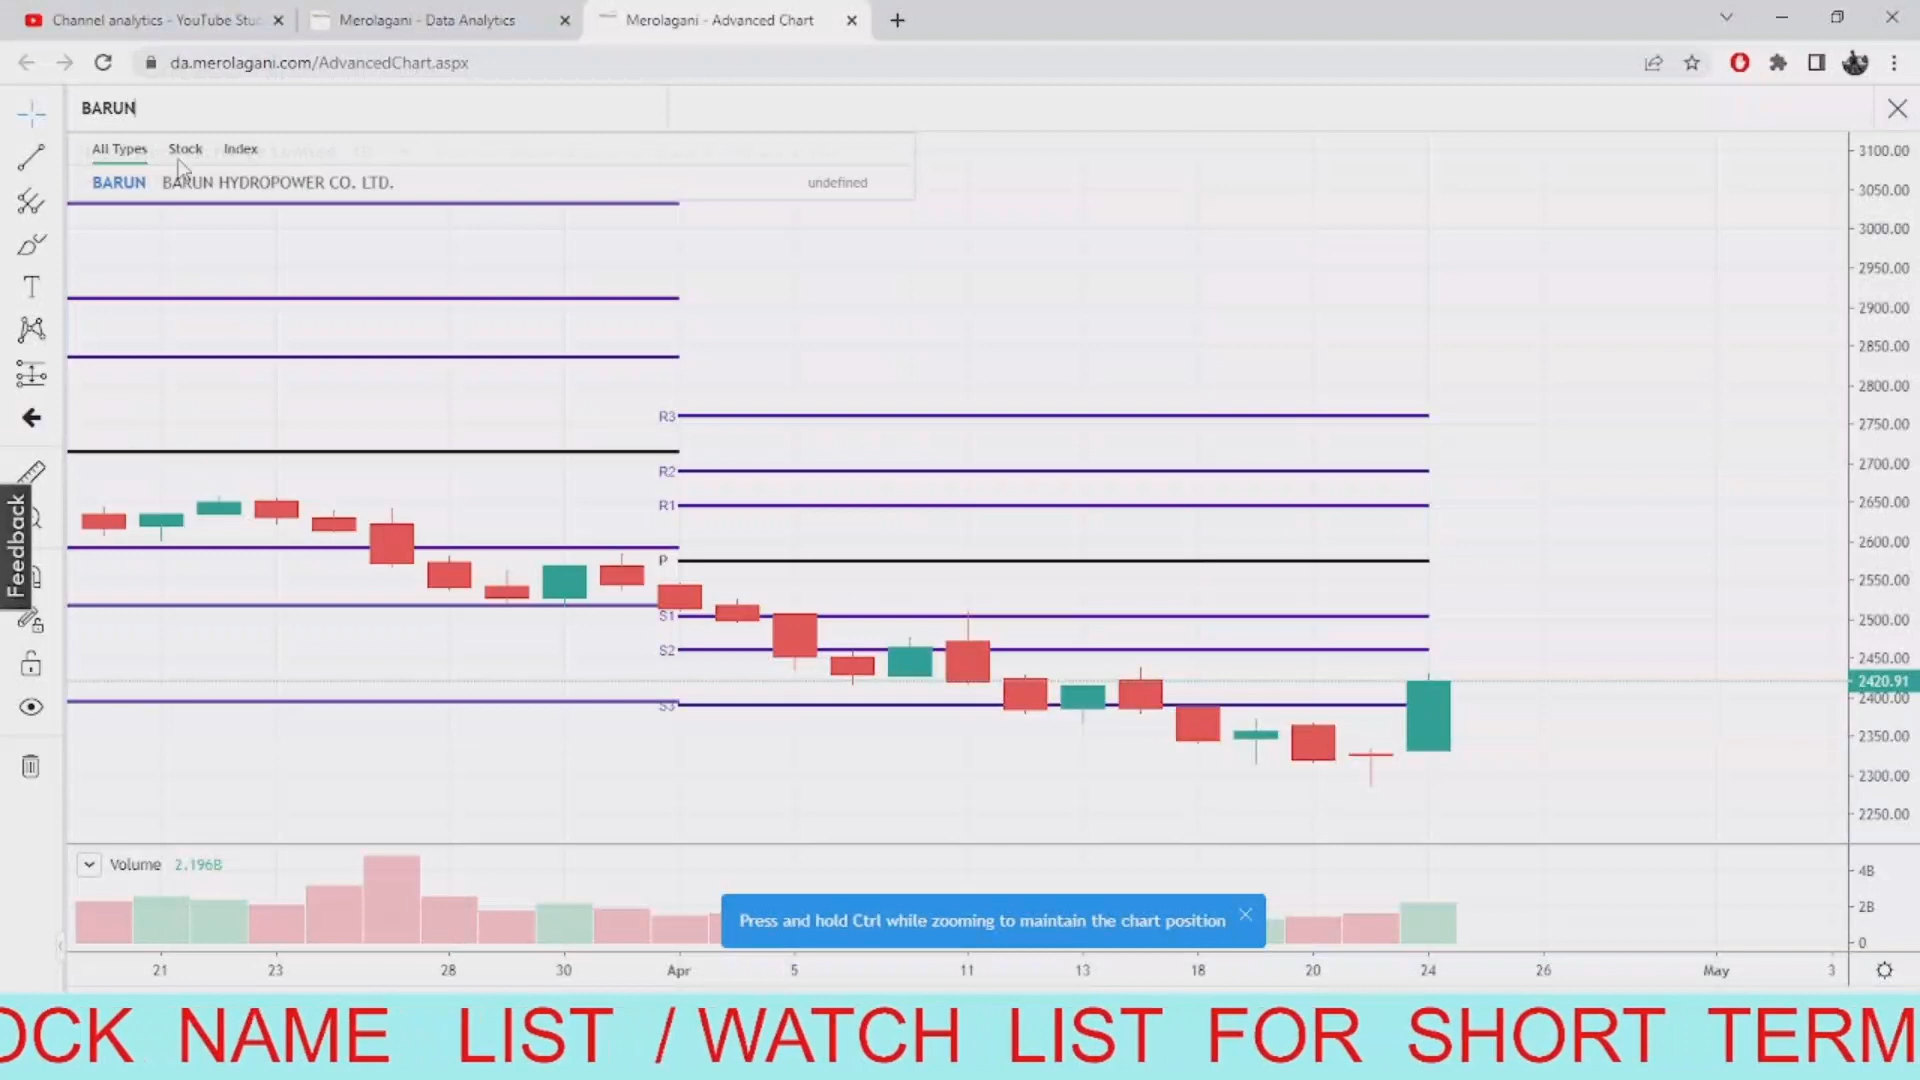 Channel analytics - YouTube Stu
Merolagani - Data Analytics
Merolagani - Advanced Chart
da.merolagani.com/AdvancedChart.aspx
BARUN
All Types Stock Index
BARUN BARUN HYDROPOWER CO. LTD. undefined
3100.00
3050.00
3000.00
2950.00
2900.00
2850.00
2800.00
2750.00
2700.00
2650.00
2600.00
2550.00
2500.00
2450.00
2420.91
2400.00
2350.00
2300.00
2250.00
R3
R2
R1
P
S1
S2
S3
Feedback
Volume 2.196B
4B
2B
0
Press and hold Ctrl while zooming to maintain the chart position
21 23 28 30 Apr 5 11 13 18 20 24 26 May 3
OCK NAME LIST / WATCH LIST FOR SHORT TERM